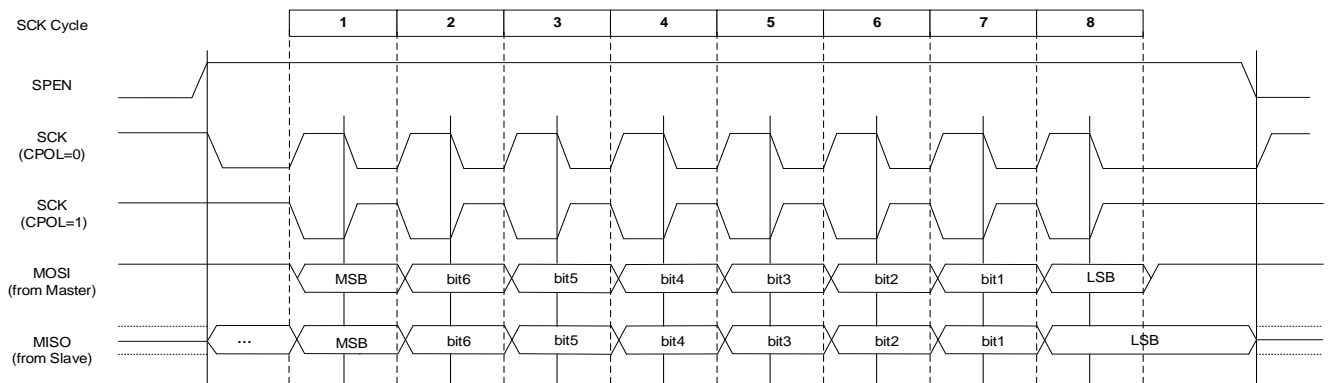 SCK Cycle 1 2 3 4 5 6 7 8
SPEN
SCK
(CPOL=0)
SCK
(CPOL=1)
MOSI
(from Master)
MSB bit6 bit5 bit4 bit3 bit2 bit1 LSB
MISO
(from Slave)
... MSB bit6 bit5 bit4 bit3 bit2 bit1 LSB